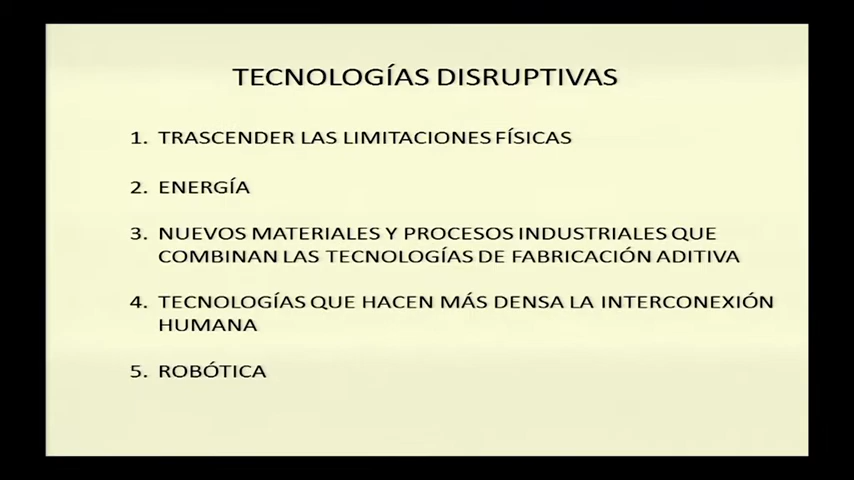 TECNOLOGÍAS DISRUPTIVAS
1. TRASCENDER LAS LIMITACIONES FÍSICAS
2. ENERGÍA
3. NUEVOS MATERIALES Y PROCESOS INDUSTRIALES QUE
COMBINAN LAS TECNOLOGÍAS DE FABRICACIÓN ADITIVA
4. TECNOLOGÍAS QUE HACEN MÁS DENSA LA INTERCONEXIÓN
HUMANA
5. ROBÓTICA